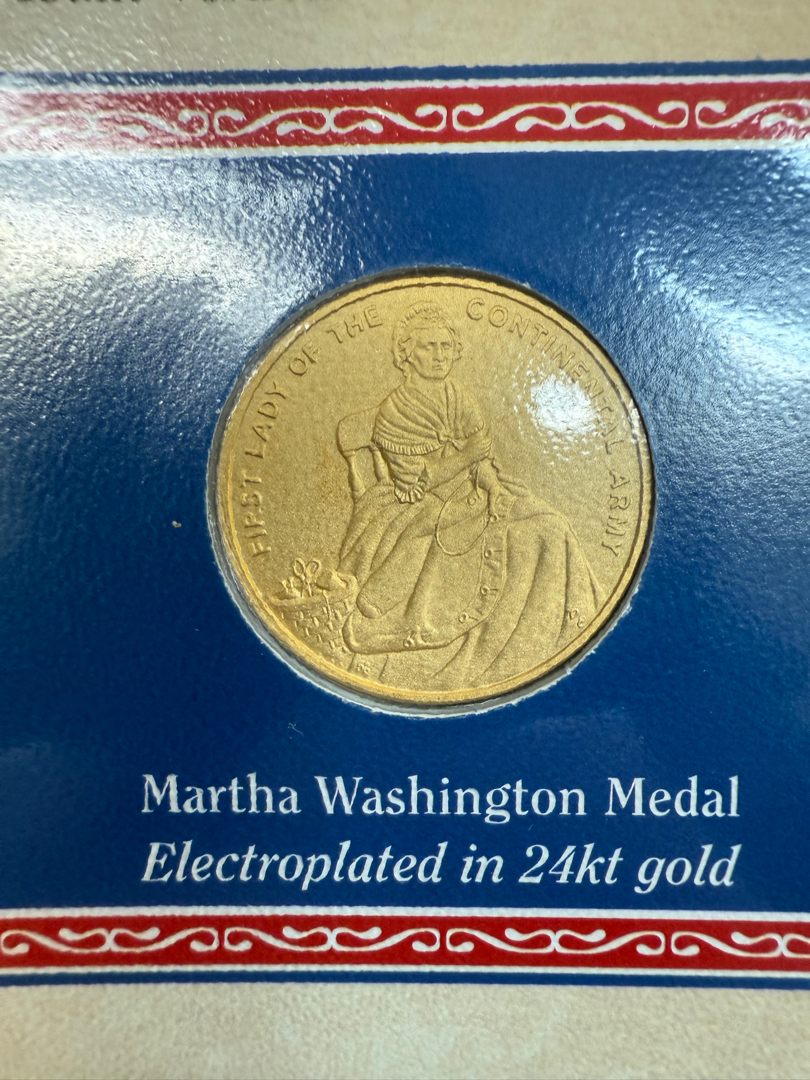 FIRST LADY OF THE CONTINENTAL ARMY
Martha Washington Medal
Electroplated in 24kt gold